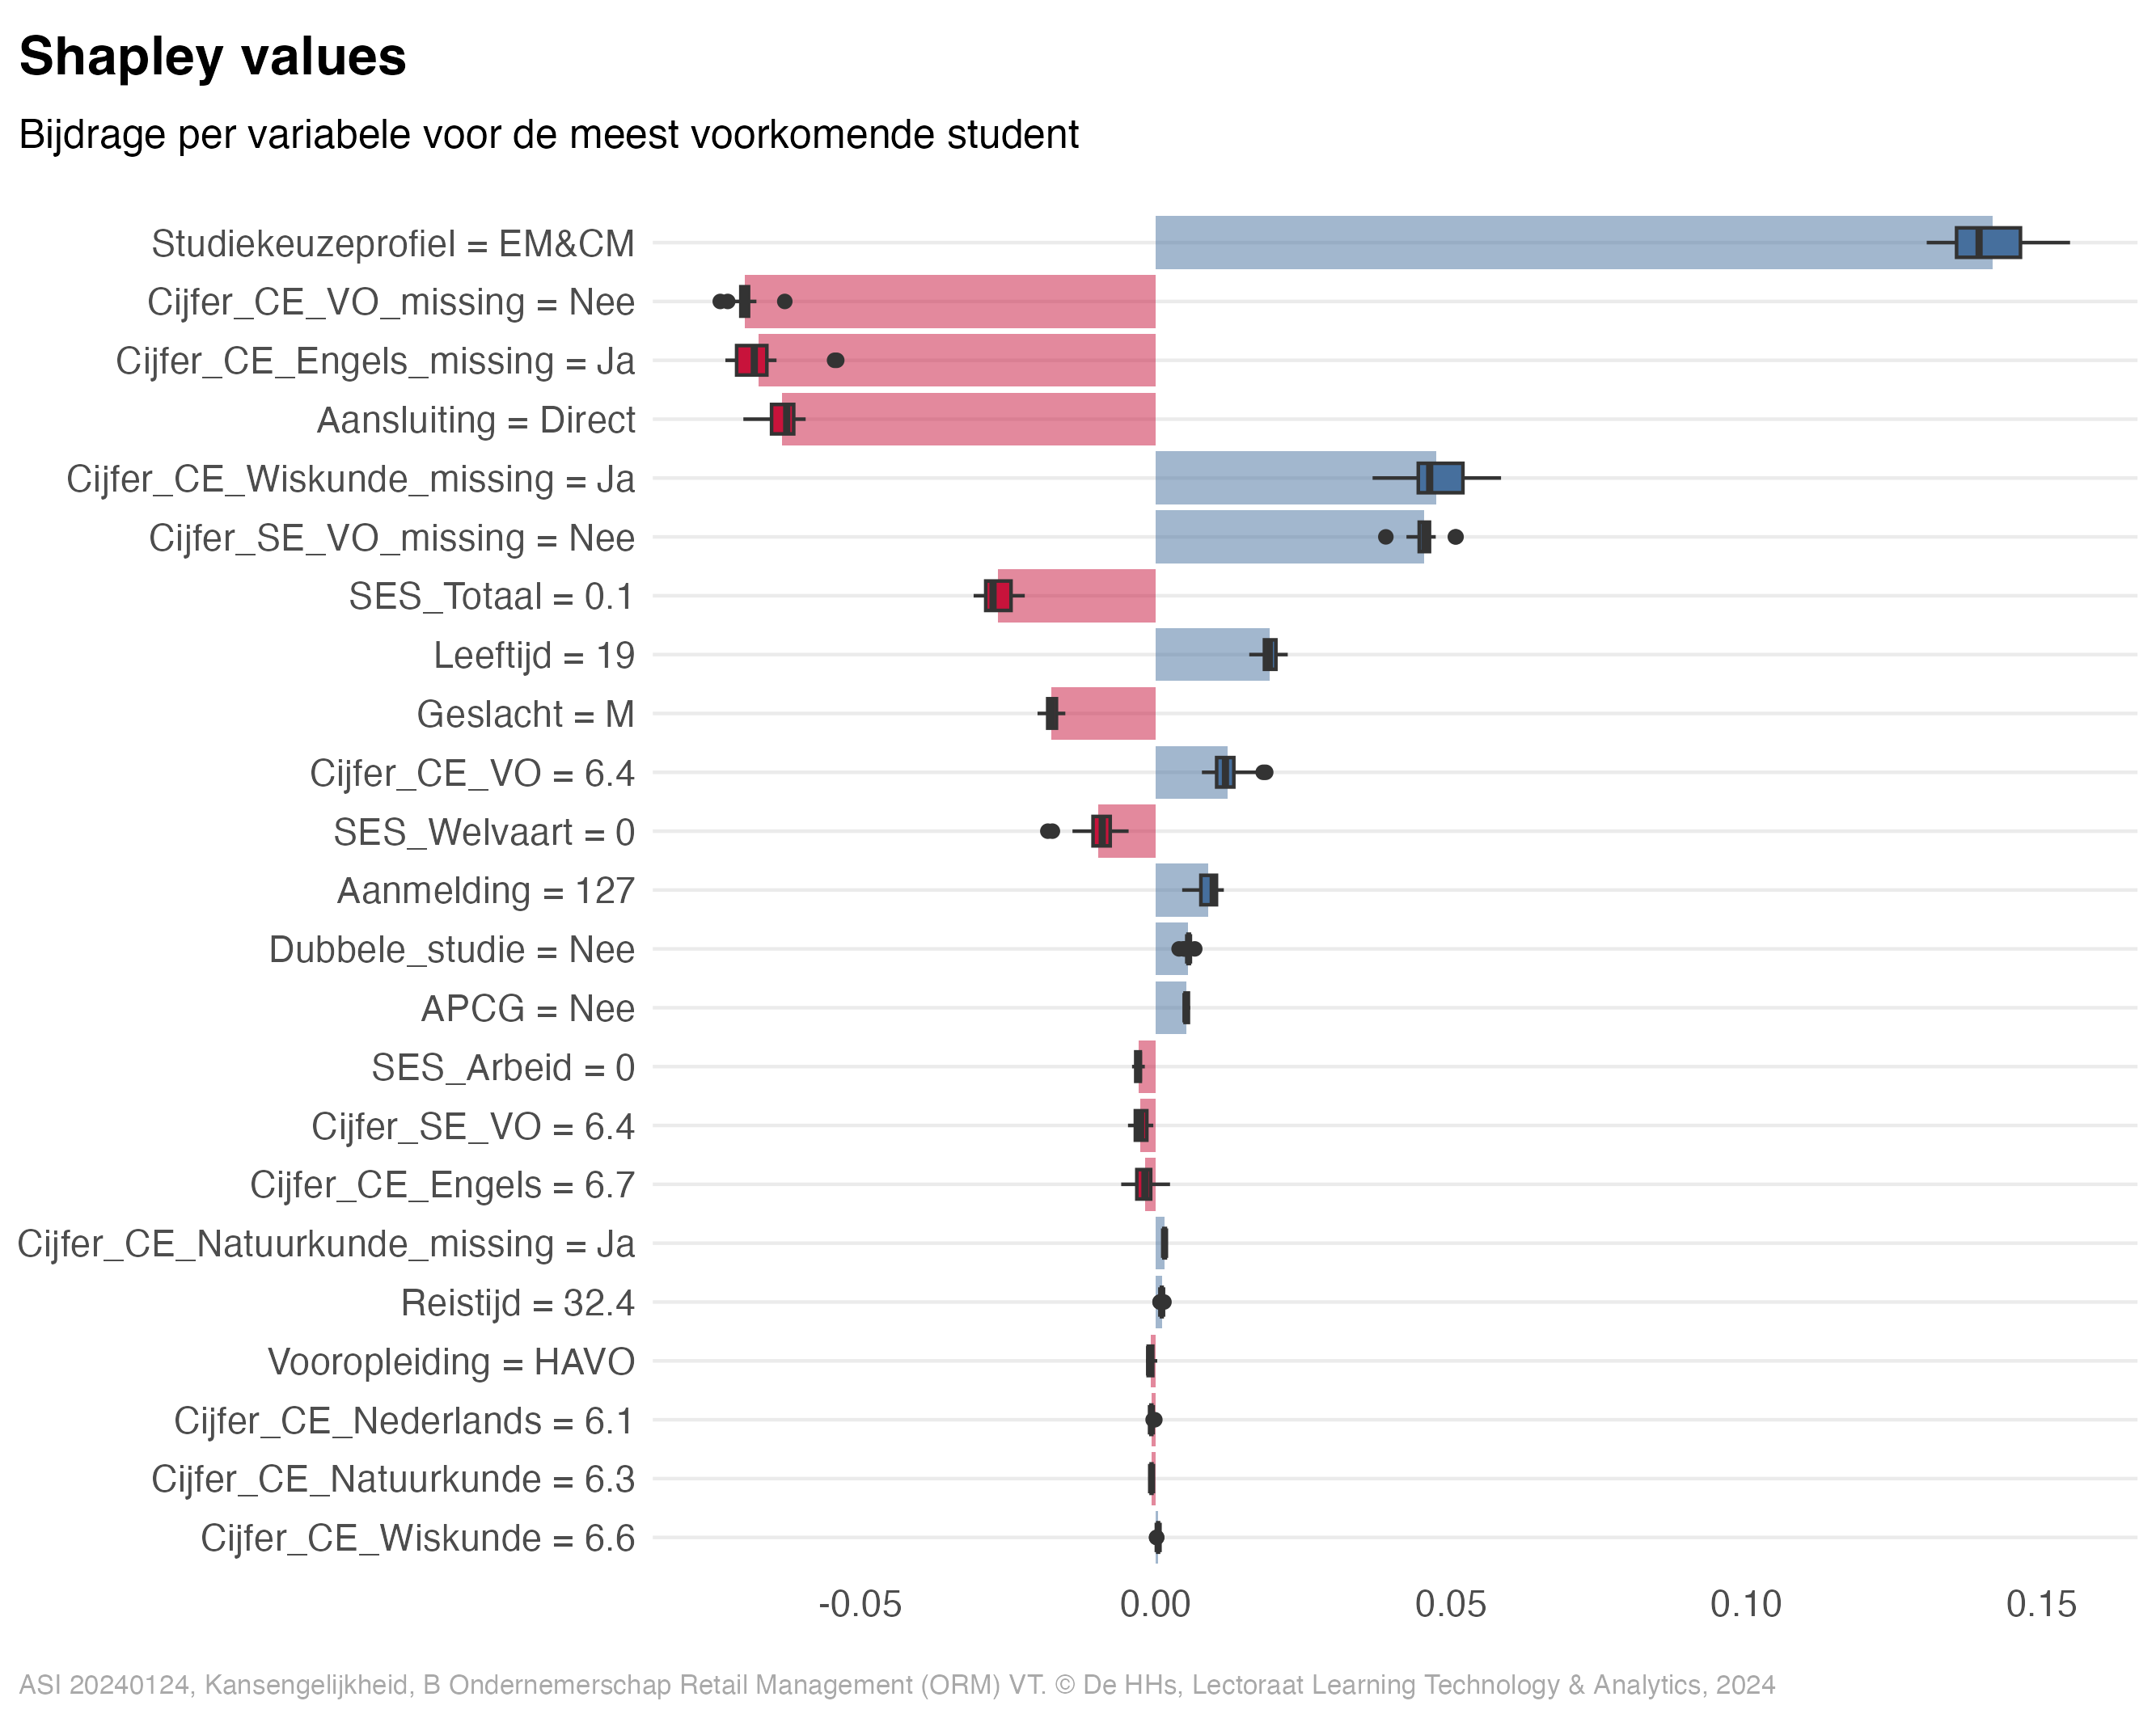 Shapley values
Bijdrage per variabele voor de meest voorkomende student
Studiekeuzeprofiel = EM&CM
Cijfer_CE_VO_missing = Nee
Cijfer_CE_Engels_missing = Ja
Aansluiting = Direct
Cijfer_CE_Wiskunde_missing = Ja
Cijfer_SE_VO_missing = Nee
SES_Totaal = 0.1
Leeftijd = 19
Geslacht = M
Cijfer_CE_VO = 6.4
SES_Welvaart = 0
Aanmelding = 127
Dubbele_studie = Nee
APCG = Nee
SES_Arbeid = 0
Cijfer_SE_VO = 6.4
Cijfer_CE_Engels = 6.7
Cijfer_CE_Natuurkunde_missing = Ja
Reistijd = 32.4
Vooropleiding = HAVO
Cijfer_CE_Nederlands = 6.1
Cijfer_CE_Natuurkunde = 6.3
Cijfer_CE_Wiskunde = 6.6
-0.05 0.00 0.05 0.10 0.15
ASI 20240124, Kansengelijkheid, B Ondernemerschap Retail Management (ORM) VT. © De HHs, Lectoraat Learning Technology & Analytics, 2024